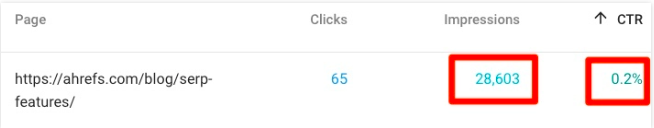 Page Clicks Impressions ↑ CTR
https://ahrefs.com/blog/serp- 65 28,603 0.2%
features/